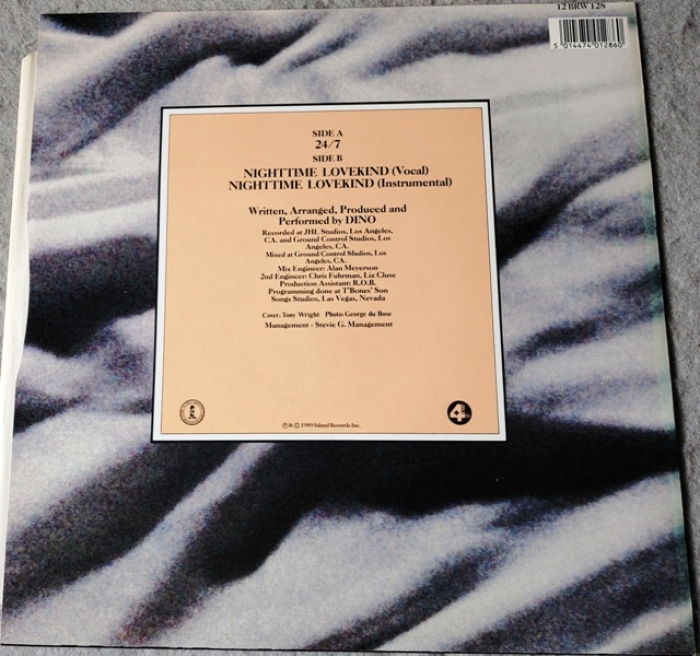 12 BRW 128
5 014474 012860
SIDE A
24/7
SIDE B
NIGHTTIME LOVEKIND (Vocal)
NIGHTTIME LOVEKIND (Instrumental)
Written, Arranged, Produced and
Performed by DINO
Recorded at JHL Studios, Los Angeles,
CA. and Ground Control Studios, Los
Angeles, CA.
Mixed at Ground Control Studios, Los
Angeles, CA.
Mix Engineer: Alan Meyerson
2nd Engineer: Chris Fuhrman, Liz Cluse
Production Assistant: R.O.B.
Programming done at T'Bones' Son
Songs Studios, Las Vegas, Nevada
Cover: Tony Wright Photo: George du Bose
Management - Stevie G. Management
4
℗ & © 1989 Island Records Inc.